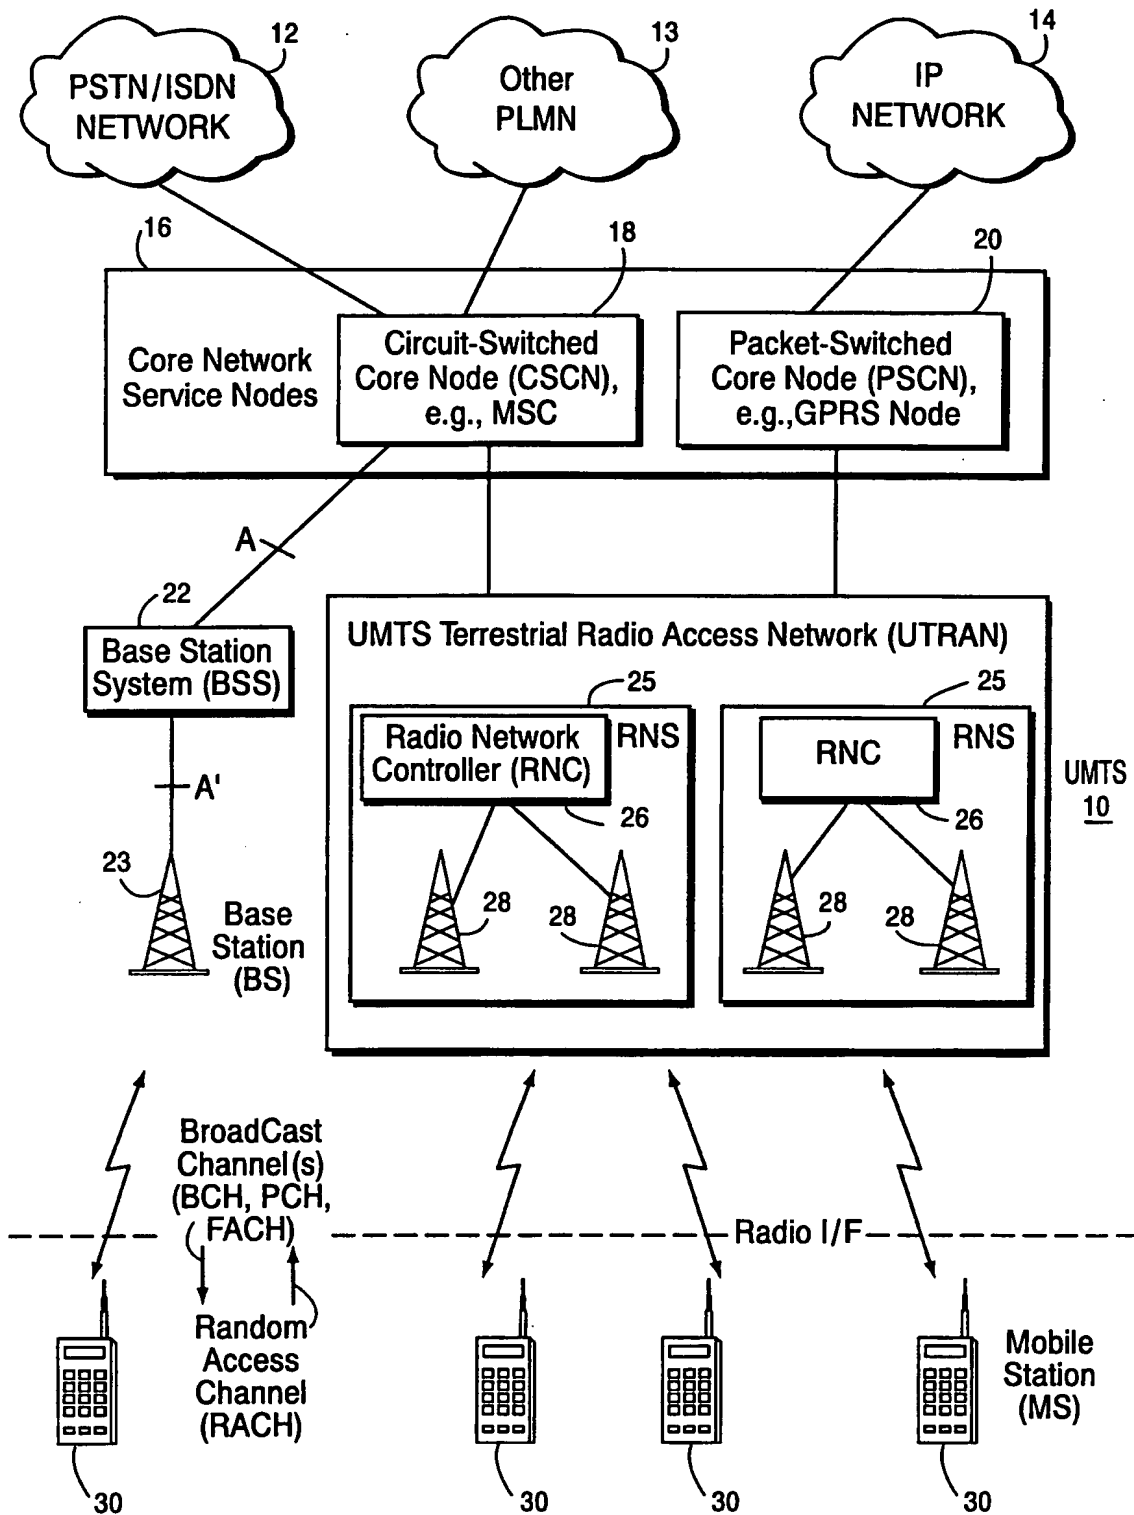 12
13
14
PSTN/ISDN
NETWORK
Other
PLMN
IP
NETWORK
16
18
20
Core Network
Service Nodes
Circuit-Switched
Core Node (CSCN),
e.g., MSC
Packet-Switched
Core Node (PSCN),
e.g.,GPRS Node
A
22
Base Station
System (BSS)
UMTS Terrestrial Radio Access Network (UTRAN)
25
25
Radio Network
Controller (RNC)
RNS
RNC
RNS
UMTS
10
A'
26
26
23
Base
Station
(BS)
28
28
28
28
BroadCast
Channel(s)
(BCH, PCH,
FACH)
Radio I/F
Random
Access
Channel
(RACH)
Mobile
Station
(MS)
30
30
30
30